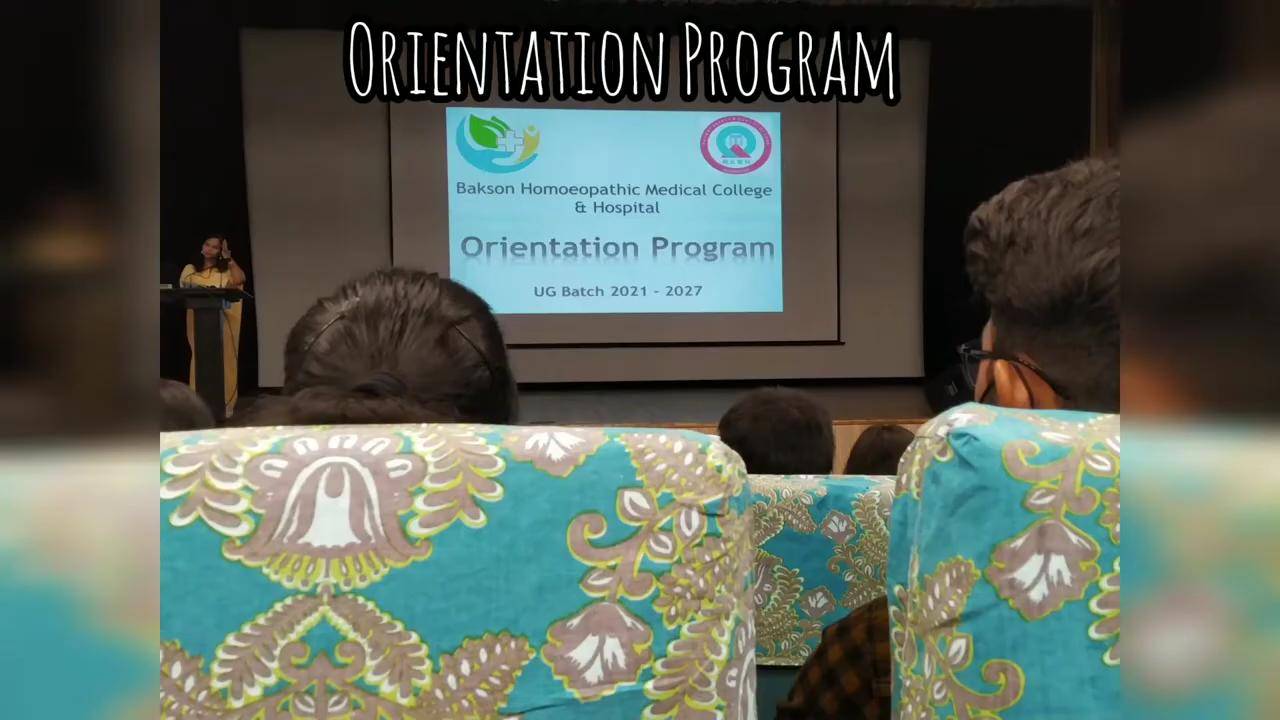 Orientation Program
Bakson Homoeopathic Medical College
& Hospital
Orientation Program
UG Batch 2021 - 2027